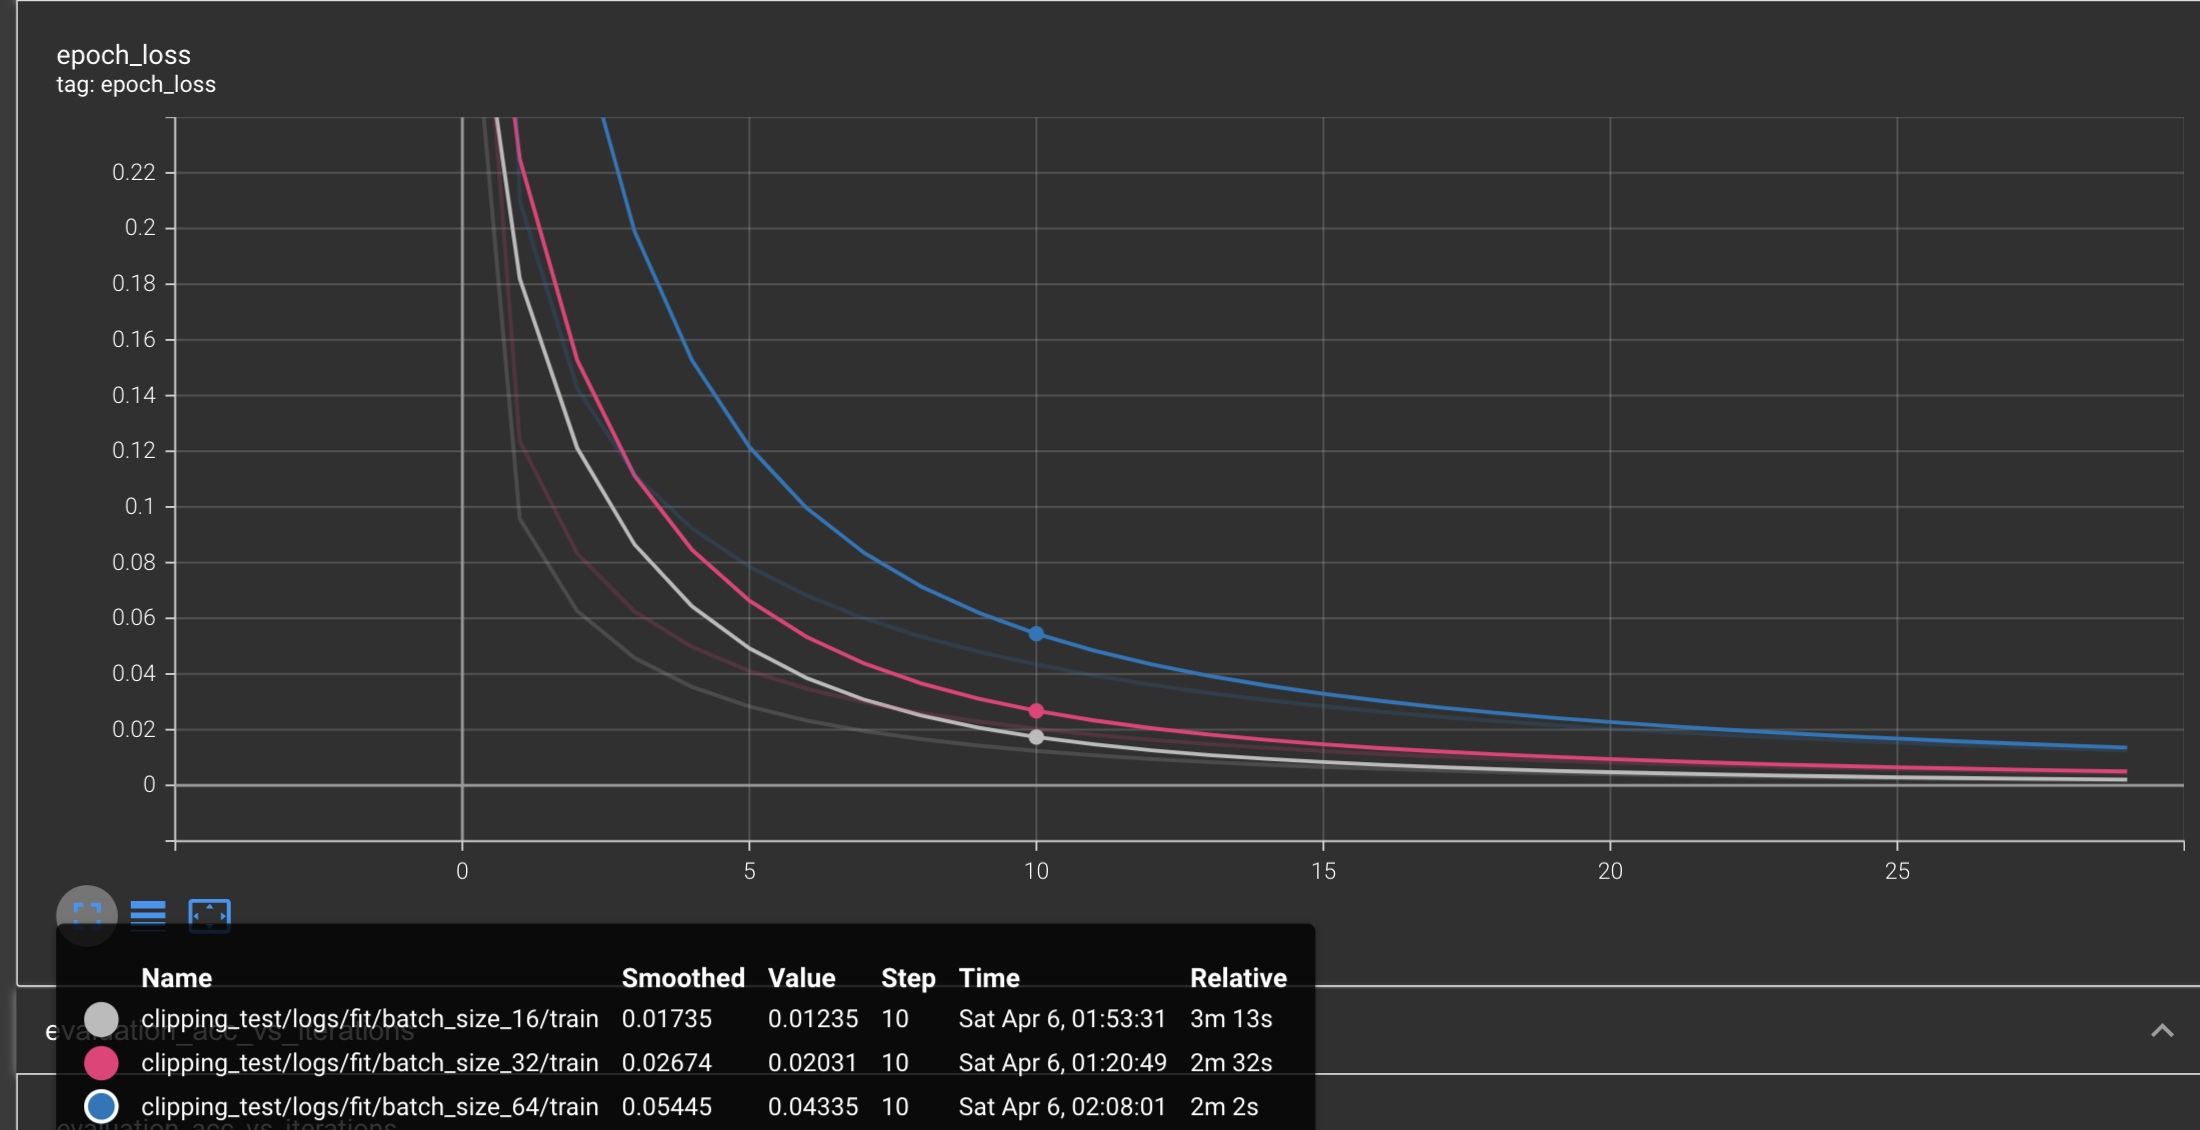 epoch_loss
tag: epoch_loss
0.22
0.2
0.18
0.16
0.14
0.12
0.1
0.08
0.06
0.04
0.02
0
0 5 10 15 20 25
Name Smoothed Value Step Time Relative
clipping_test/logs/fit/batch_size_16/train 0.01735 0.01235 10 Sat Apr 6, 01:53:31 3m 13s
evaluation_acc_vs_iterations
clipping_test/logs/fit/batch_size_32/train 0.02674 0.02031 10 Sat Apr 6, 01:20:49 2m 32s
clipping_test/logs/fit/batch_size_64/train 0.05445 0.04335 10 Sat Apr 6, 02:08:01 2m 2s
evaluation_acc_vs_iterations